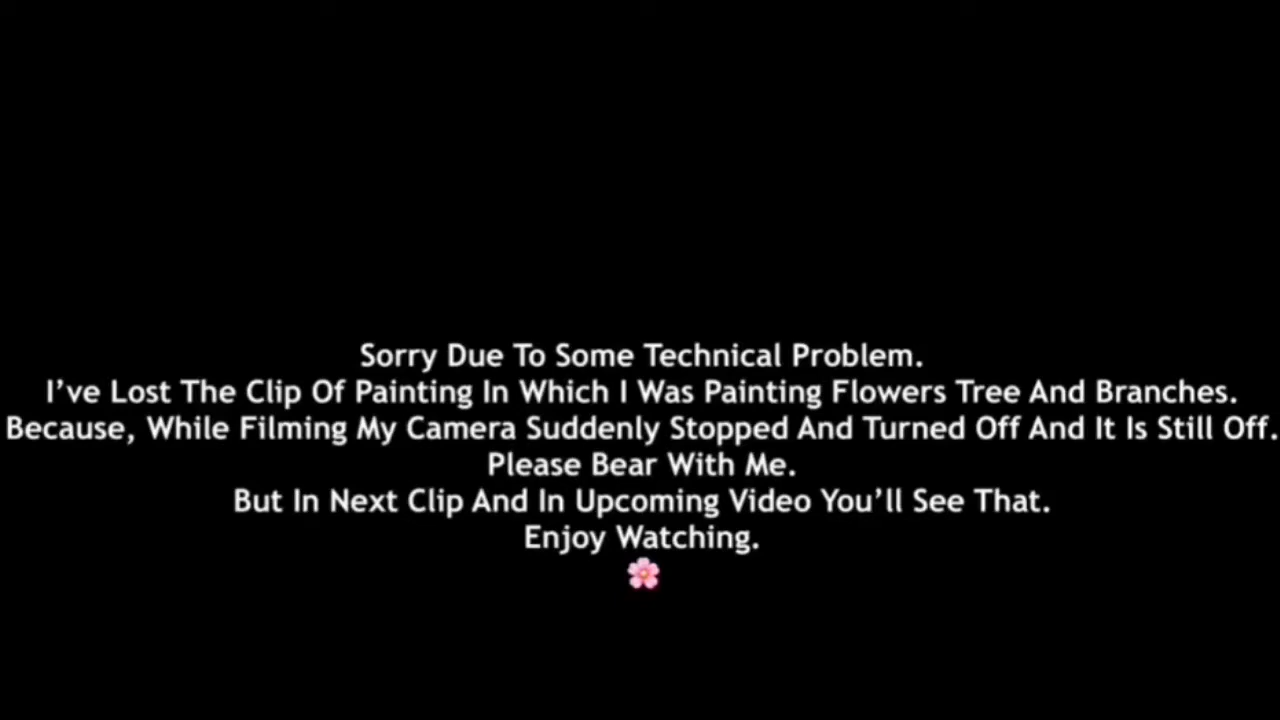 Sorry Due To Some Technical Problem.
I’ve Lost The Clip Of Painting In Which I Was Painting Flowers Tree And Branches.
Because, While Filming My Camera Suddenly Stopped And Turned Off And It Is Still Off.
Please Bear With Me.
But In Next Clip And In Upcoming Video You’ll See That.
Enjoy Watching.
🌸